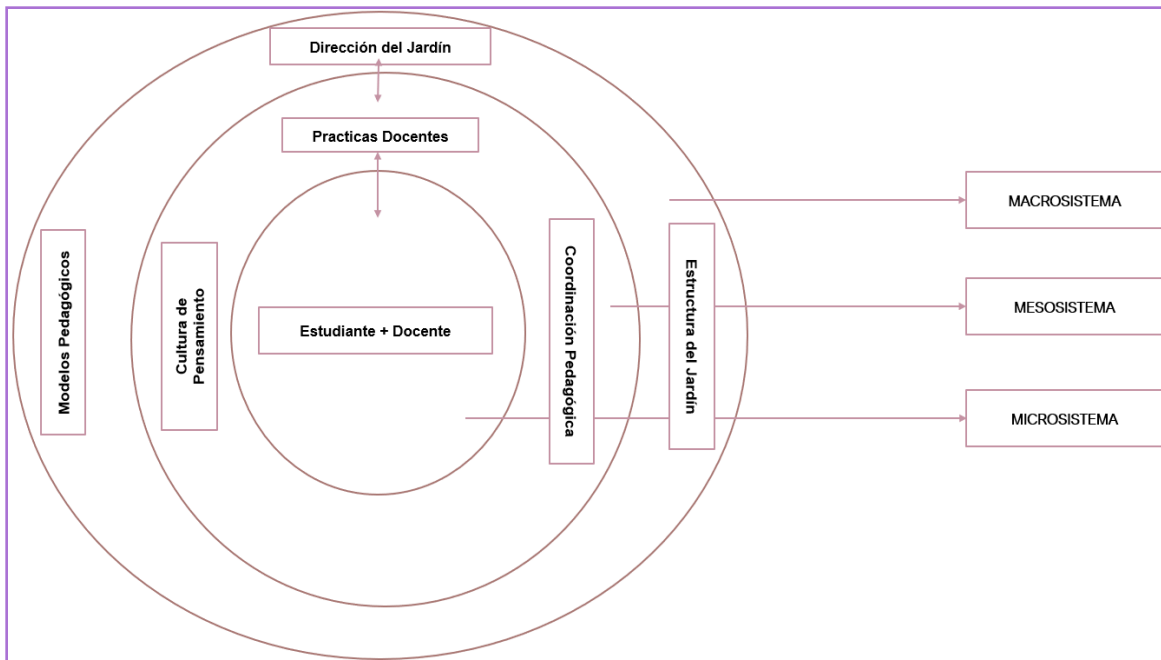 Dirección del Jardín
Practicas Docentes
MACROSISTEMA
Modelos Pedagógicos
Cultura de
Pensamiento
Estudiante + Docente
Coordinación Pedagógica
Estructura del Jardín
MESOSISTEMA
MICROSISTEMA